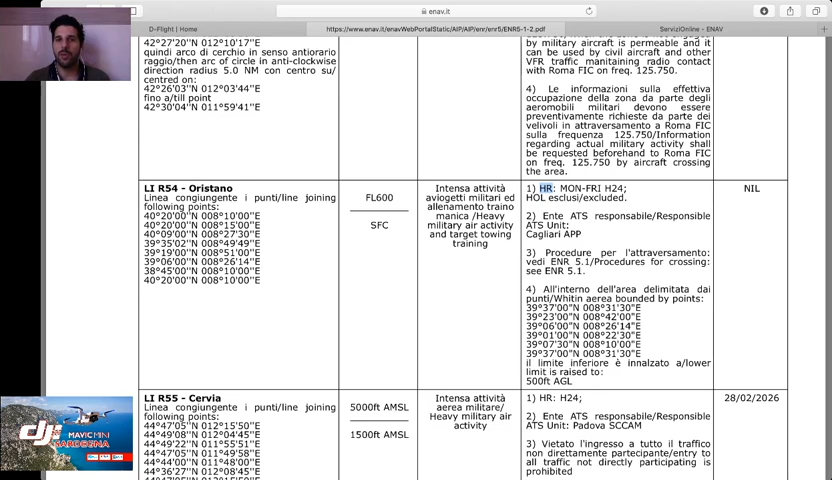 enav.it
D-Flight | Home
https://www.enav.it/enavWebPortalStatic/AIP/AIP/enr/enr5/ENR5-1-2.pdf
ServiziOnline - ENAV
42°27'20''N 012°10'17''E
quindi arco di cerchio in senso antiorario
raggio/then arc of circle in anti-clockwise
direction radius 5.0 NM con centro su/
centred on:
42°26'03''N 012°03'44''E
fino a/till point
42°30'04''N 011°59'41''E
by military aircraft is permeable and it
can be used by civil aircraft and other
VFR traffic manitaining radio contact
with Roma FIC on freq. 125.750.
4) Le informazioni sulla effettiva
occupazione della zona da parte degli
aeromobili militari devono essere
preventivamente richieste da parte dei
velivoli in attraversamento a Roma FIC
sulla frequenza 125.750/Information
regarding actual military activity shall
be requested beforehand to Roma FIC
on freq. 125.750 by aircraft crossing
the area.
LI R54 - Oristano
Linea congiungente i punti/line joining
following points:
40°20'00''N 008°10'00''E
40°20'00''N 008°15'00''E
40°09'00''N 008°27'30''E
39°35'02''N 008°49'49''E
39°19'00''N 008°51'00''E
39°06'00''N 008°26'14''E
38°45'00''N 008°10'00''E
40°20'00''N 008°10'00''E
FL600
SFC
Intensa attività
aviogetti militari ed
allenamento traino
manica /Heavy
military air activity
and target towing
training
1) HR: MON-FRI H24;
HOL esclusi/excluded.
2) Ente ATS responsabile/Responsible
ATS Unit:
Cagliari APP
3) Procedure per l'attraversamento:
vedi ENR 5.1/Procedures for crossing:
see ENR 5.1.
4) All'interno dell'area delimitata dai
punti/Whitin aerea bounded by points:
39°37'00''N 008°31'30''E
39°23'00''N 008°42'00''E
39°06'00''N 008°26'14''E
39°01'00''N 008°22'30''E
39°07'30''N 008°10'00''E
39°37'00''N 008°31'30''E
il limite inferiore è innalzato a/lower
limit is raised to:
500ft AGL
NIL
LI R55 - Cervia
Linea congiungente i punti/line joining
following points:
44°47'05''N 012°15'50''E
44°49'08''N 012°04'45''E
44°49'22''N 011°55'51''E
44°47'05''N 011°49'58''E
44°44'00''N 011°48'00''E
44°36'27''N 012°08'45''E
5000ft AMSL
1500ft AMSL
Intensa attività
aerea militare/
Heavy military air
activity
1) HR: H24;
2) Ente ATS responsabile/Responsible
ATS Unit: Padova SCCAM
3) Vietato l'ingresso a tutto il traffico
non direttamente partecipante/entry to
all traffic not directly participating is
prohibited
28/02/2026
dji MAVIC MINI
SARDEGNA